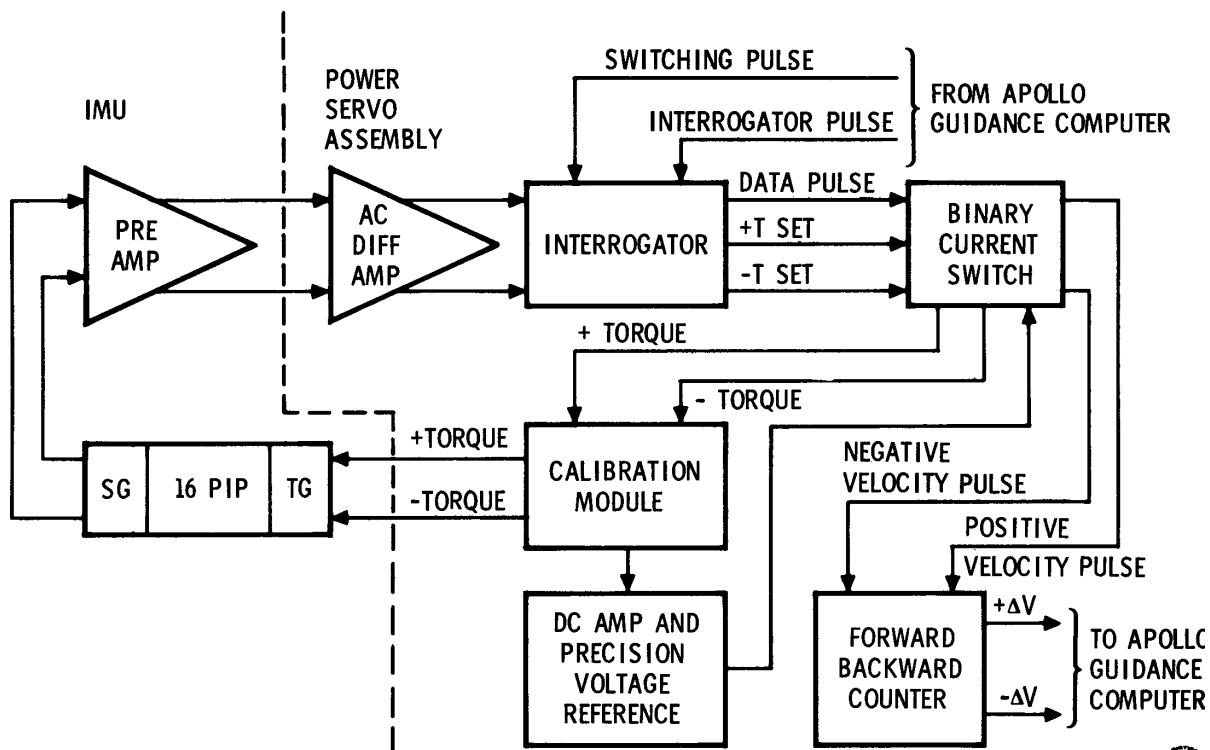 IMU
POWER
SERVO
ASSEMBLY
SWITCHING PULSE
INTERROGATOR PULSE
FROM APOLLO
GUIDANCE COMPUTER
PRE
AMP
AC
DIFF
AMP
INTERROGATOR
DATA PULSE
+T SET
-T SET
BINARY
CURRENT
SWITCH
+ TORQUE
- TORQUE
+TORQUE
-TORQUE
SG
16 PIP
TG
CALIBRATION
MODULE
NEGATIVE
VELOCITY PULSE
POSITIVE
VELOCITY PULSE
DC AMP AND
PRECISION
VOLTAGE
REFERENCE
FORWARD
BACKWARD
COUNTER
+ΔV
-ΔV
TO APOLLO
GUIDANCE
COMPUTER